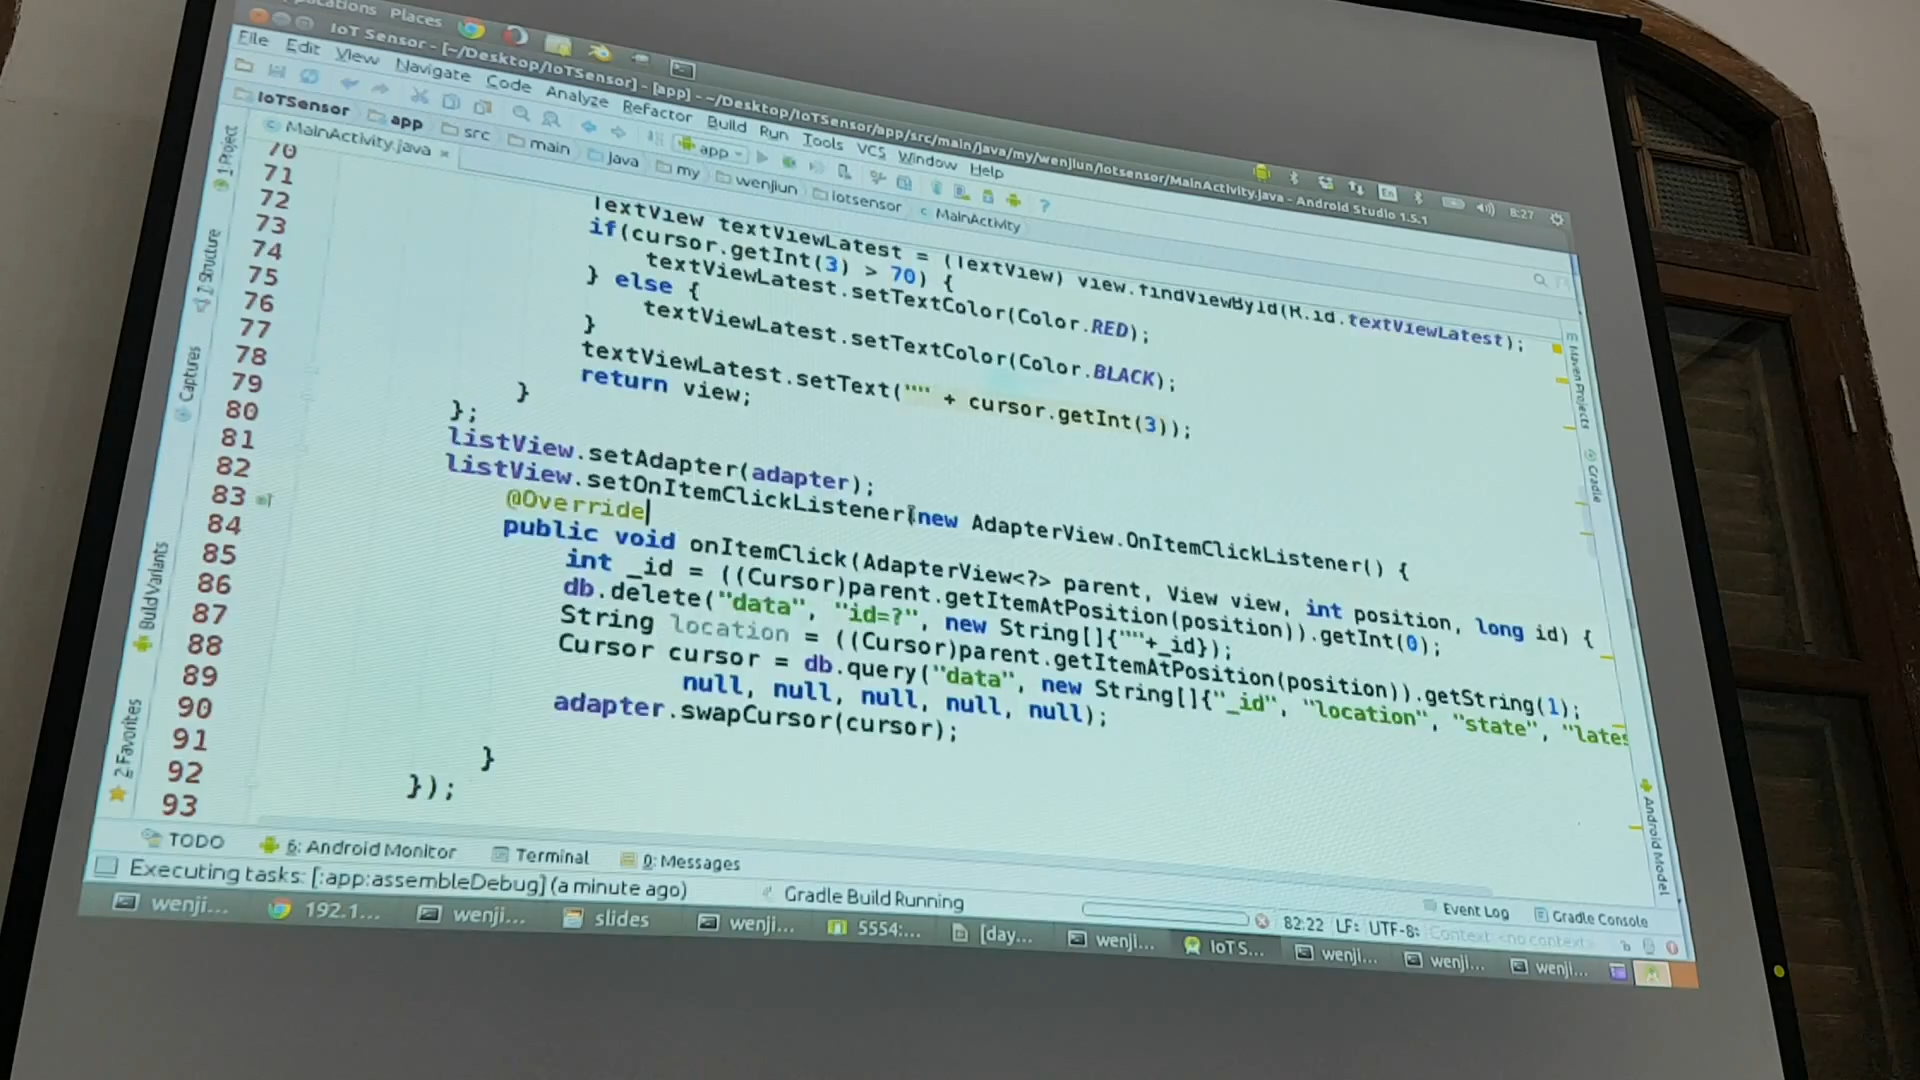 Places
IoT Sensor - [~/Desktop/IoTSensor] - [app] - ~/Desktop/IoTSensor/app/src/main/java/my/wenjiun/iotsensor/MainActivity.java - Android Studio 1.5.1
8:27
File Edit View Navigate Code Analyze Refactor Build Run Tools VCS Window Help
app
IoTSensor app src main java my wenjiun iotsensor MainActivity
MainActivity.java
1: Project
7: Structure
Captures
Build Variants
2: Favorites
70
71
72
73
74
75
76
77
78
79
80
81
82
83
84
85
86
87
88
89
90
91
92
93
TextView textViewLatest = (TextView) view.findViewById(R.id.textViewLatest);
if(cursor.getInt(3) > 70) {
textViewLatest.setTextColor(Color.RED);
} else {
textViewLatest.setTextColor(Color.BLACK);
}
textViewLatest.setText("" + cursor.getInt(3));
return view;
}
};
listView.setAdapter(adapter);
listView.setOnItemClickListener(new AdapterView.OnItemClickListener() {
@Override
public void onItemClick(AdapterView<?> parent, View view, int position, long id) {
int _id = ((Cursor)parent.getItemAtPosition(position)).getInt(0);
db.delete("data", "id=?", new String[]{""+_id});
String location = ((Cursor)parent.getItemAtPosition(position)).getString(1);
Cursor cursor = db.query("data", new String[]{"_id", "location", "state", "lates
null, null, null, null, null);
adapter.swapCursor(cursor);
}
});
Maven Projects
Gradle
Android Model
TODO 6: Android Monitor Terminal 0: Messages
Event Log Gradle Console
Executing tasks: [:app:assembleDebug] (a minute ago) Gradle Build Running 82:22 LF: UTF-8: Context: <no context>
wenji... 192.1... wenji... slides wenji... 5554:... [day... wenji... IoT S... wenji... wenji... wenji...